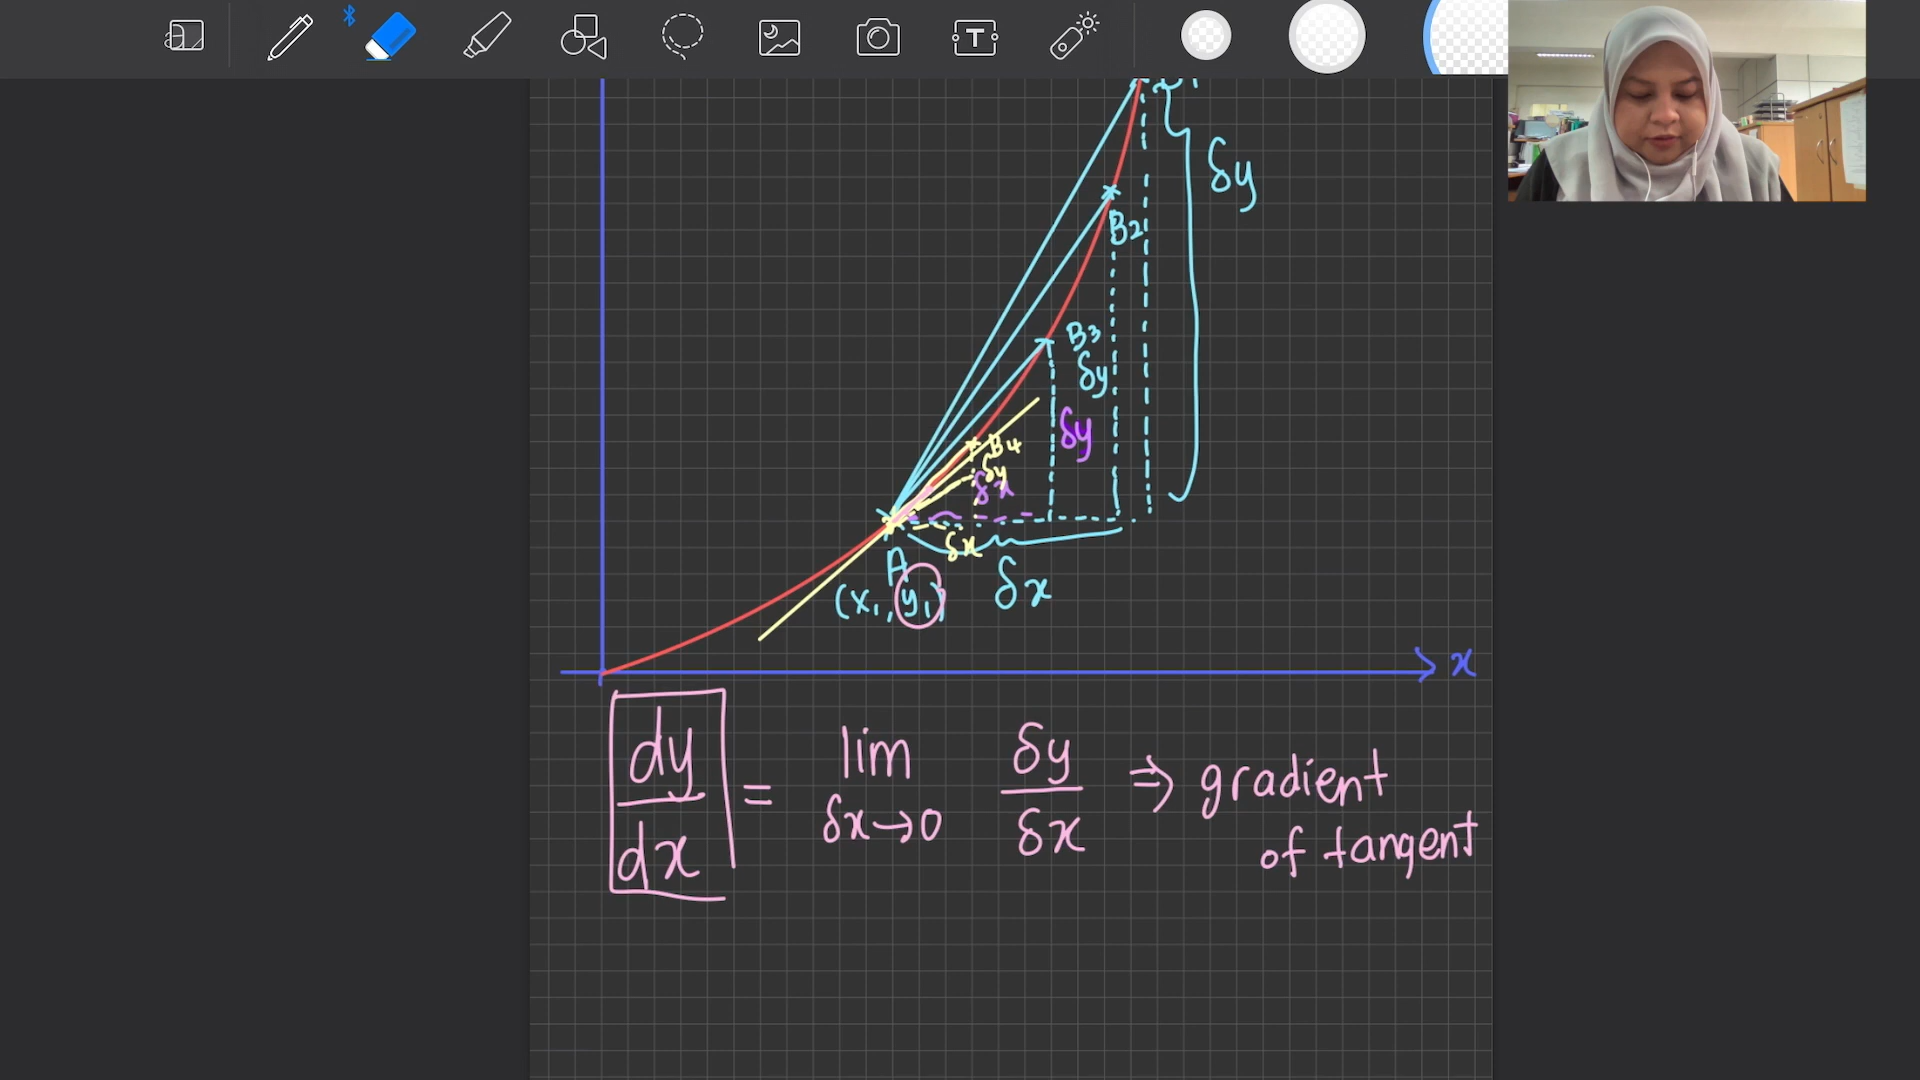 T
δy
B2
B3
δy
δy
B4
δy
δx
δx
A
δx
(x₁, y₁)
x
dy/dx = lim δx→0 δy/δx ⇒ gradient
of tangent